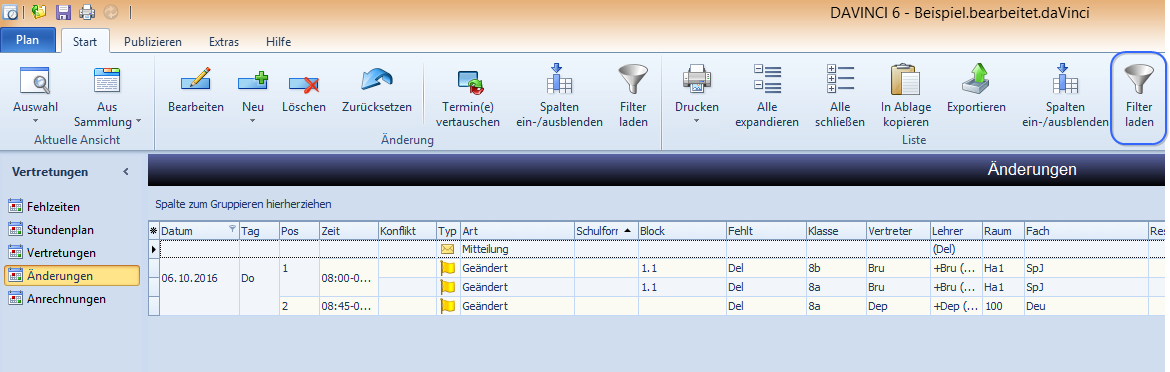 DAVINCI 6 - Beispiel.bearbeitet.daVinci
Plan Start Publizieren Extras Hilfe
Auswahl Aus Sammlung Bearbeiten Neu Löschen Zurücksetzen Termin(e) vertauschen Spalten ein-/ausblenden Filter laden Drucken Alle expandieren Alle schließen In Ablage kopieren Exportieren Spalten ein-/ausblenden Filter laden
Aktuelle Ansicht Änderung Liste
Vertretungen Änderungen
Fehlzeiten
Stundenplan
Vertretungen
Änderungen
Anrechnungen
Spalte zum Gruppieren hierherziehen
Datum Tag Pos Zeit Konflikt Typ Art Schulforr Block Fehlt Klasse Vertreter Lehrer Raum Fach Res
Mitteilung (Del)
06.10.2016 Do 1 08:00-0... Geändert 1.1 Del 8b Bru +Bru (... Ha1 SpJ
Geändert 1.1 Del 8a Bru +Bru (... Ha1 SpJ
2 08:45-0... Geändert Del 8a Dep +Dep (... 100 Deu